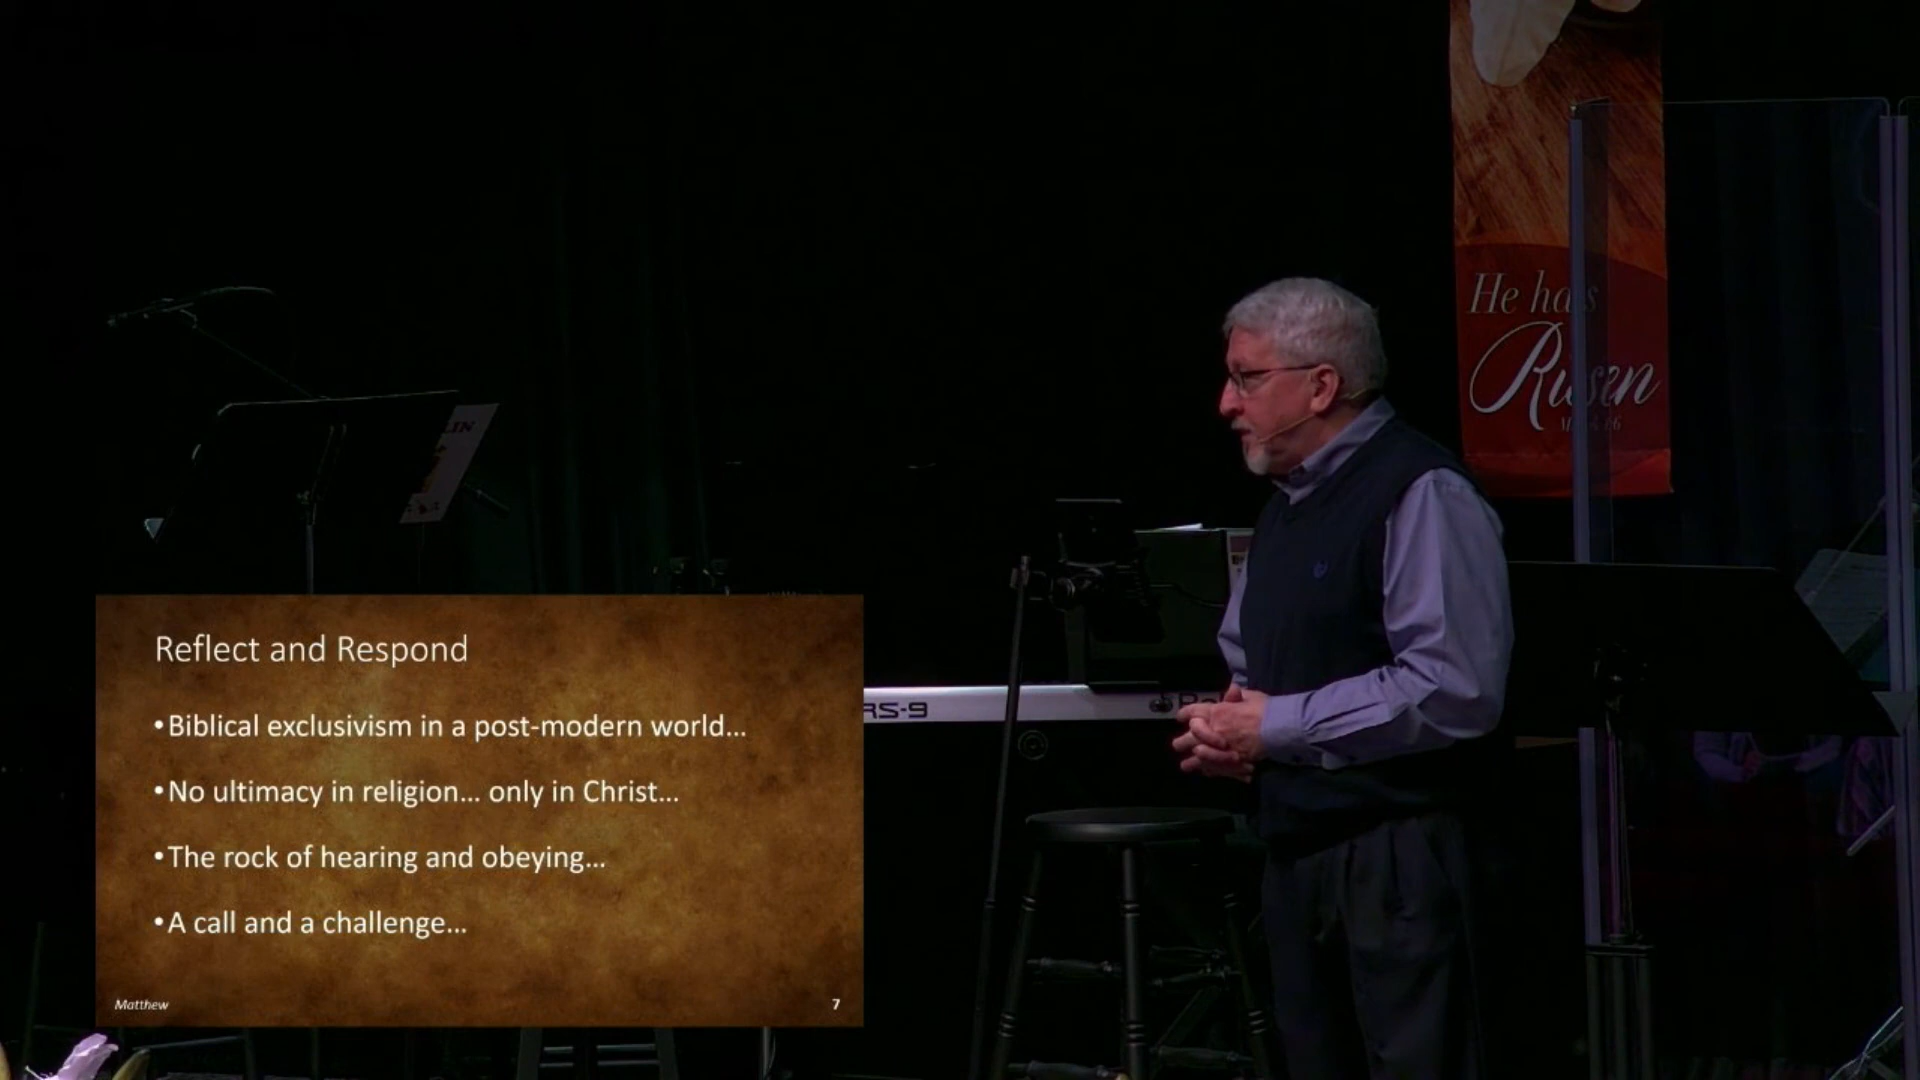 He has
Risen
LIN
RS-9
Reflect and Respond
•Biblical exclusivism in a post-modern world...
•No ultimacy in religion... only in Christ...
•The rock of hearing and obeying...
•A call and a challenge...
Matthew
7